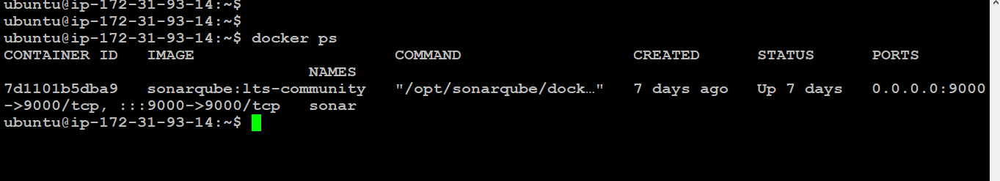 ubuntu@ip-172-31-93-14:~$
ubuntu@ip-172-31-93-14:~$
ubuntu@ip-172-31-93-14:~$ docker ps
CONTAINER ID   IMAGE                    COMMAND                  CREATED      STATUS      PORTS
                               NAMES
7d1101b5dba9   sonarqube:lts-community   "/opt/sonarqube/dock…"   7 days ago   Up 7 days   0.0.0.0:9000
->9000/tcp, :::9000->9000/tcp   sonar
ubuntu@ip-172-31-93-14:~$